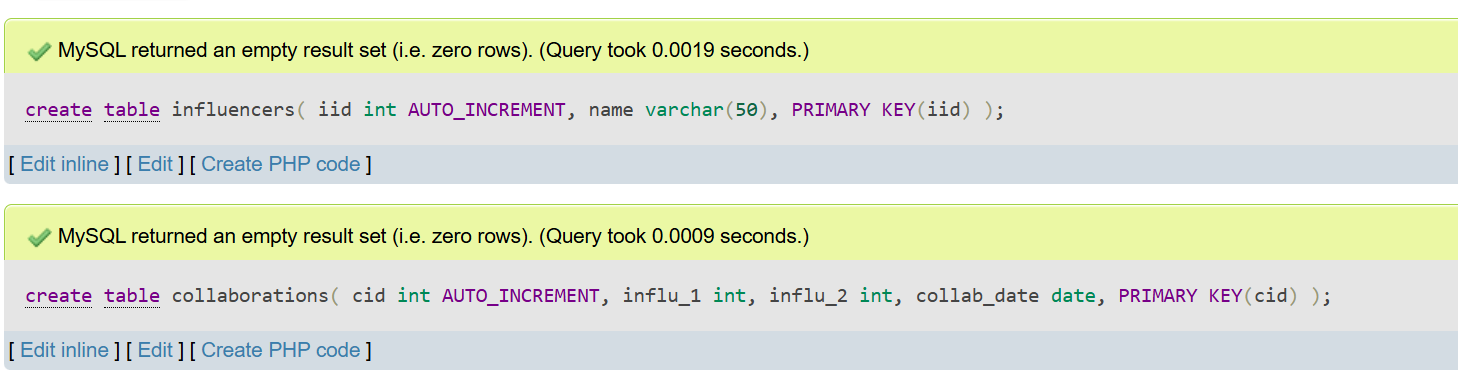 MySQL returned an empty result set (i.e. zero rows). (Query took 0.0019 seconds.)
create table influencers( iid int AUTO_INCREMENT, name varchar(50), PRIMARY KEY(iid) );
[ Edit inline ] [ Edit ] [ Create PHP code ]
MySQL returned an empty result set (i.e. zero rows). (Query took 0.0009 seconds.)
create table collaborations( cid int AUTO_INCREMENT, influ_1 int, influ_2 int, collab_date date, PRIMARY KEY(cid) );
[ Edit inline ] [ Edit ] [ Create PHP code ]